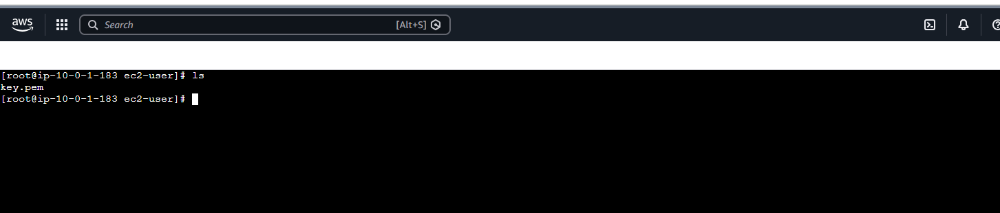 aws
Search [Alt+S]
[root@ip-10-0-1-183 ec2-user]# ls
key.pem
[root@ip-10-0-1-183 ec2-user]#